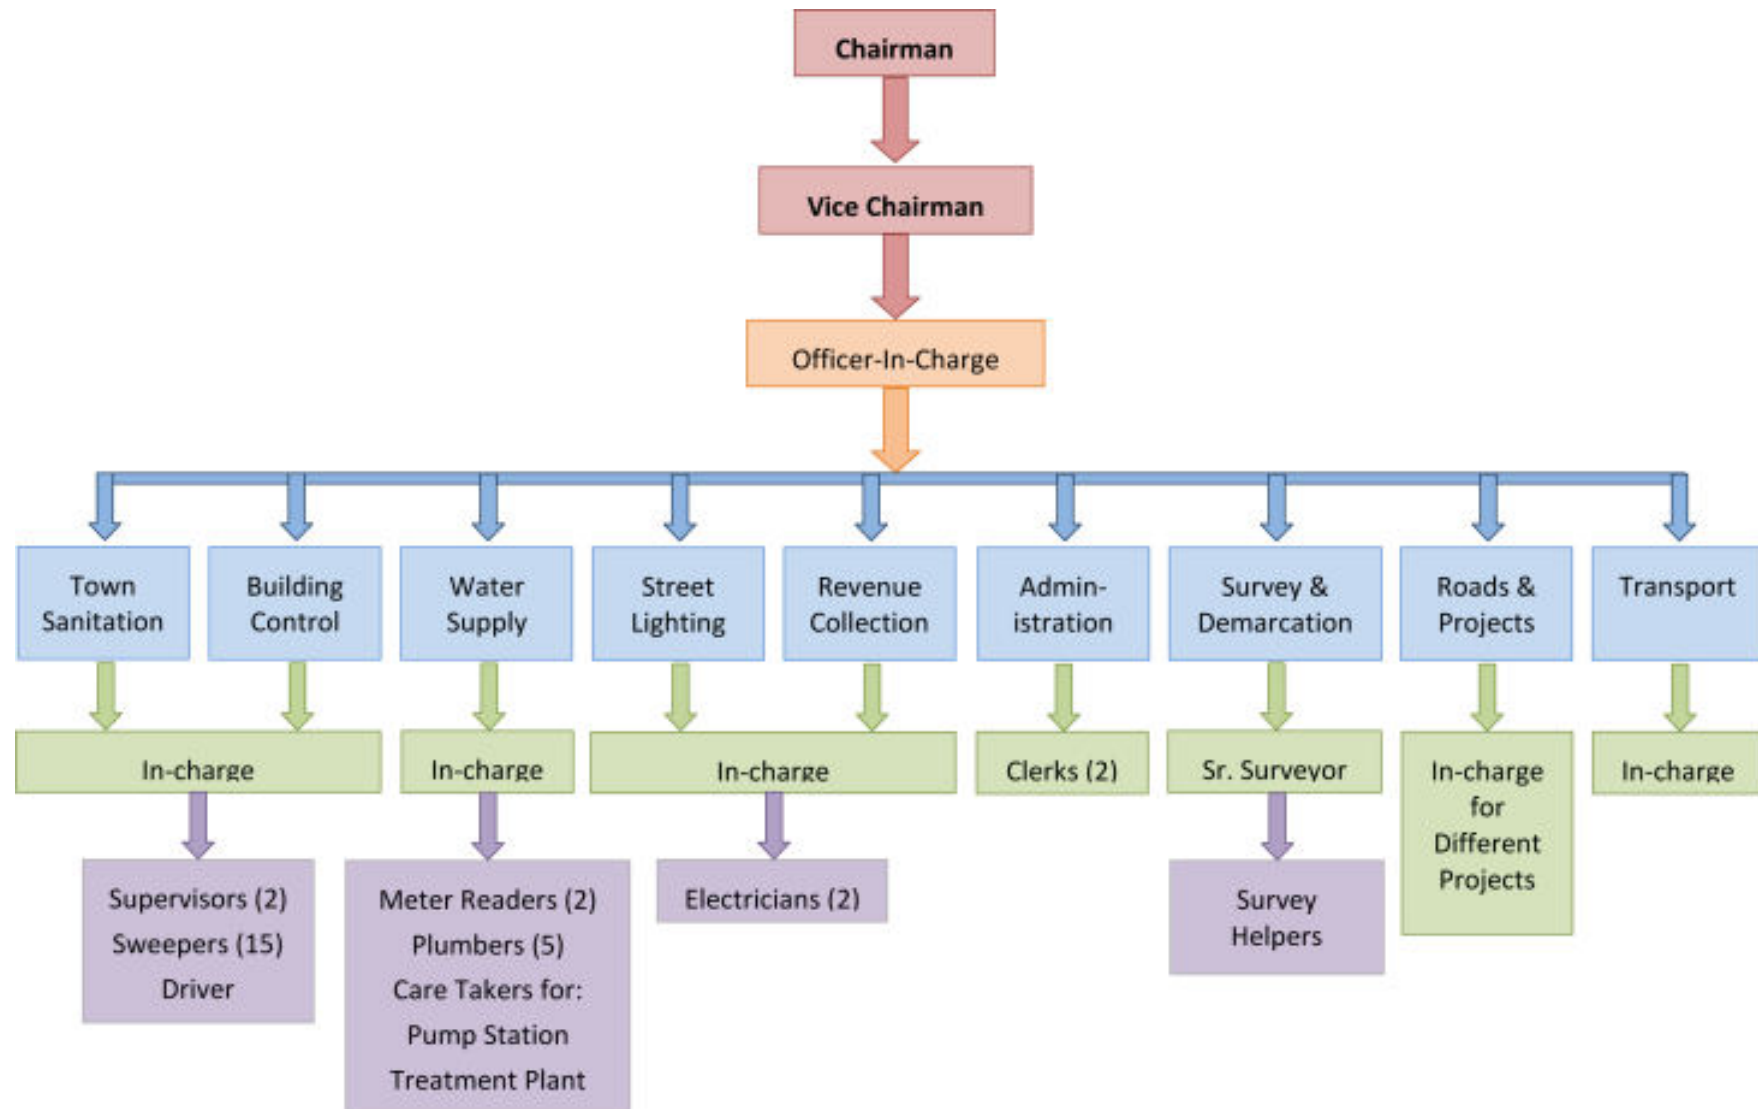 Chairman
Vice Chairman
Officer-In-Charge
Town
Sanitation
Building
Control
Water
Supply
Street
Lighting
Revenue
Collection
Admin-
istration
Survey &
Demarcation
Roads &
Projects
Transport
In-charge
In-charge
In-charge
Clerks (2)
Sr. Surveyor
In-charge
for
Different
Projects
In-charge
Supervisors (2)
Sweepers (15)
Driver
Meter Readers (2)
Plumbers (5)
Care Takers for:
Pump Station
Treatment Plant
Electricians (2)
Survey
Helpers